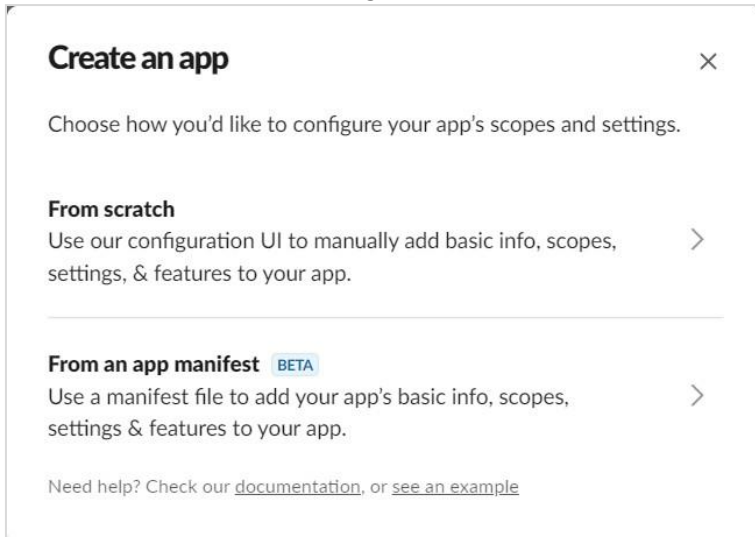 Create an app
Choose how you’d like to configure your app’s scopes and settings.
From scratch
Use our configuration UI to manually add basic info, scopes,
settings, & features to your app.
From an app manifest BETA
Use a manifest file to add your app’s basic info, scopes,
settings & features to your app.
Need help? Check our documentation, or see an example